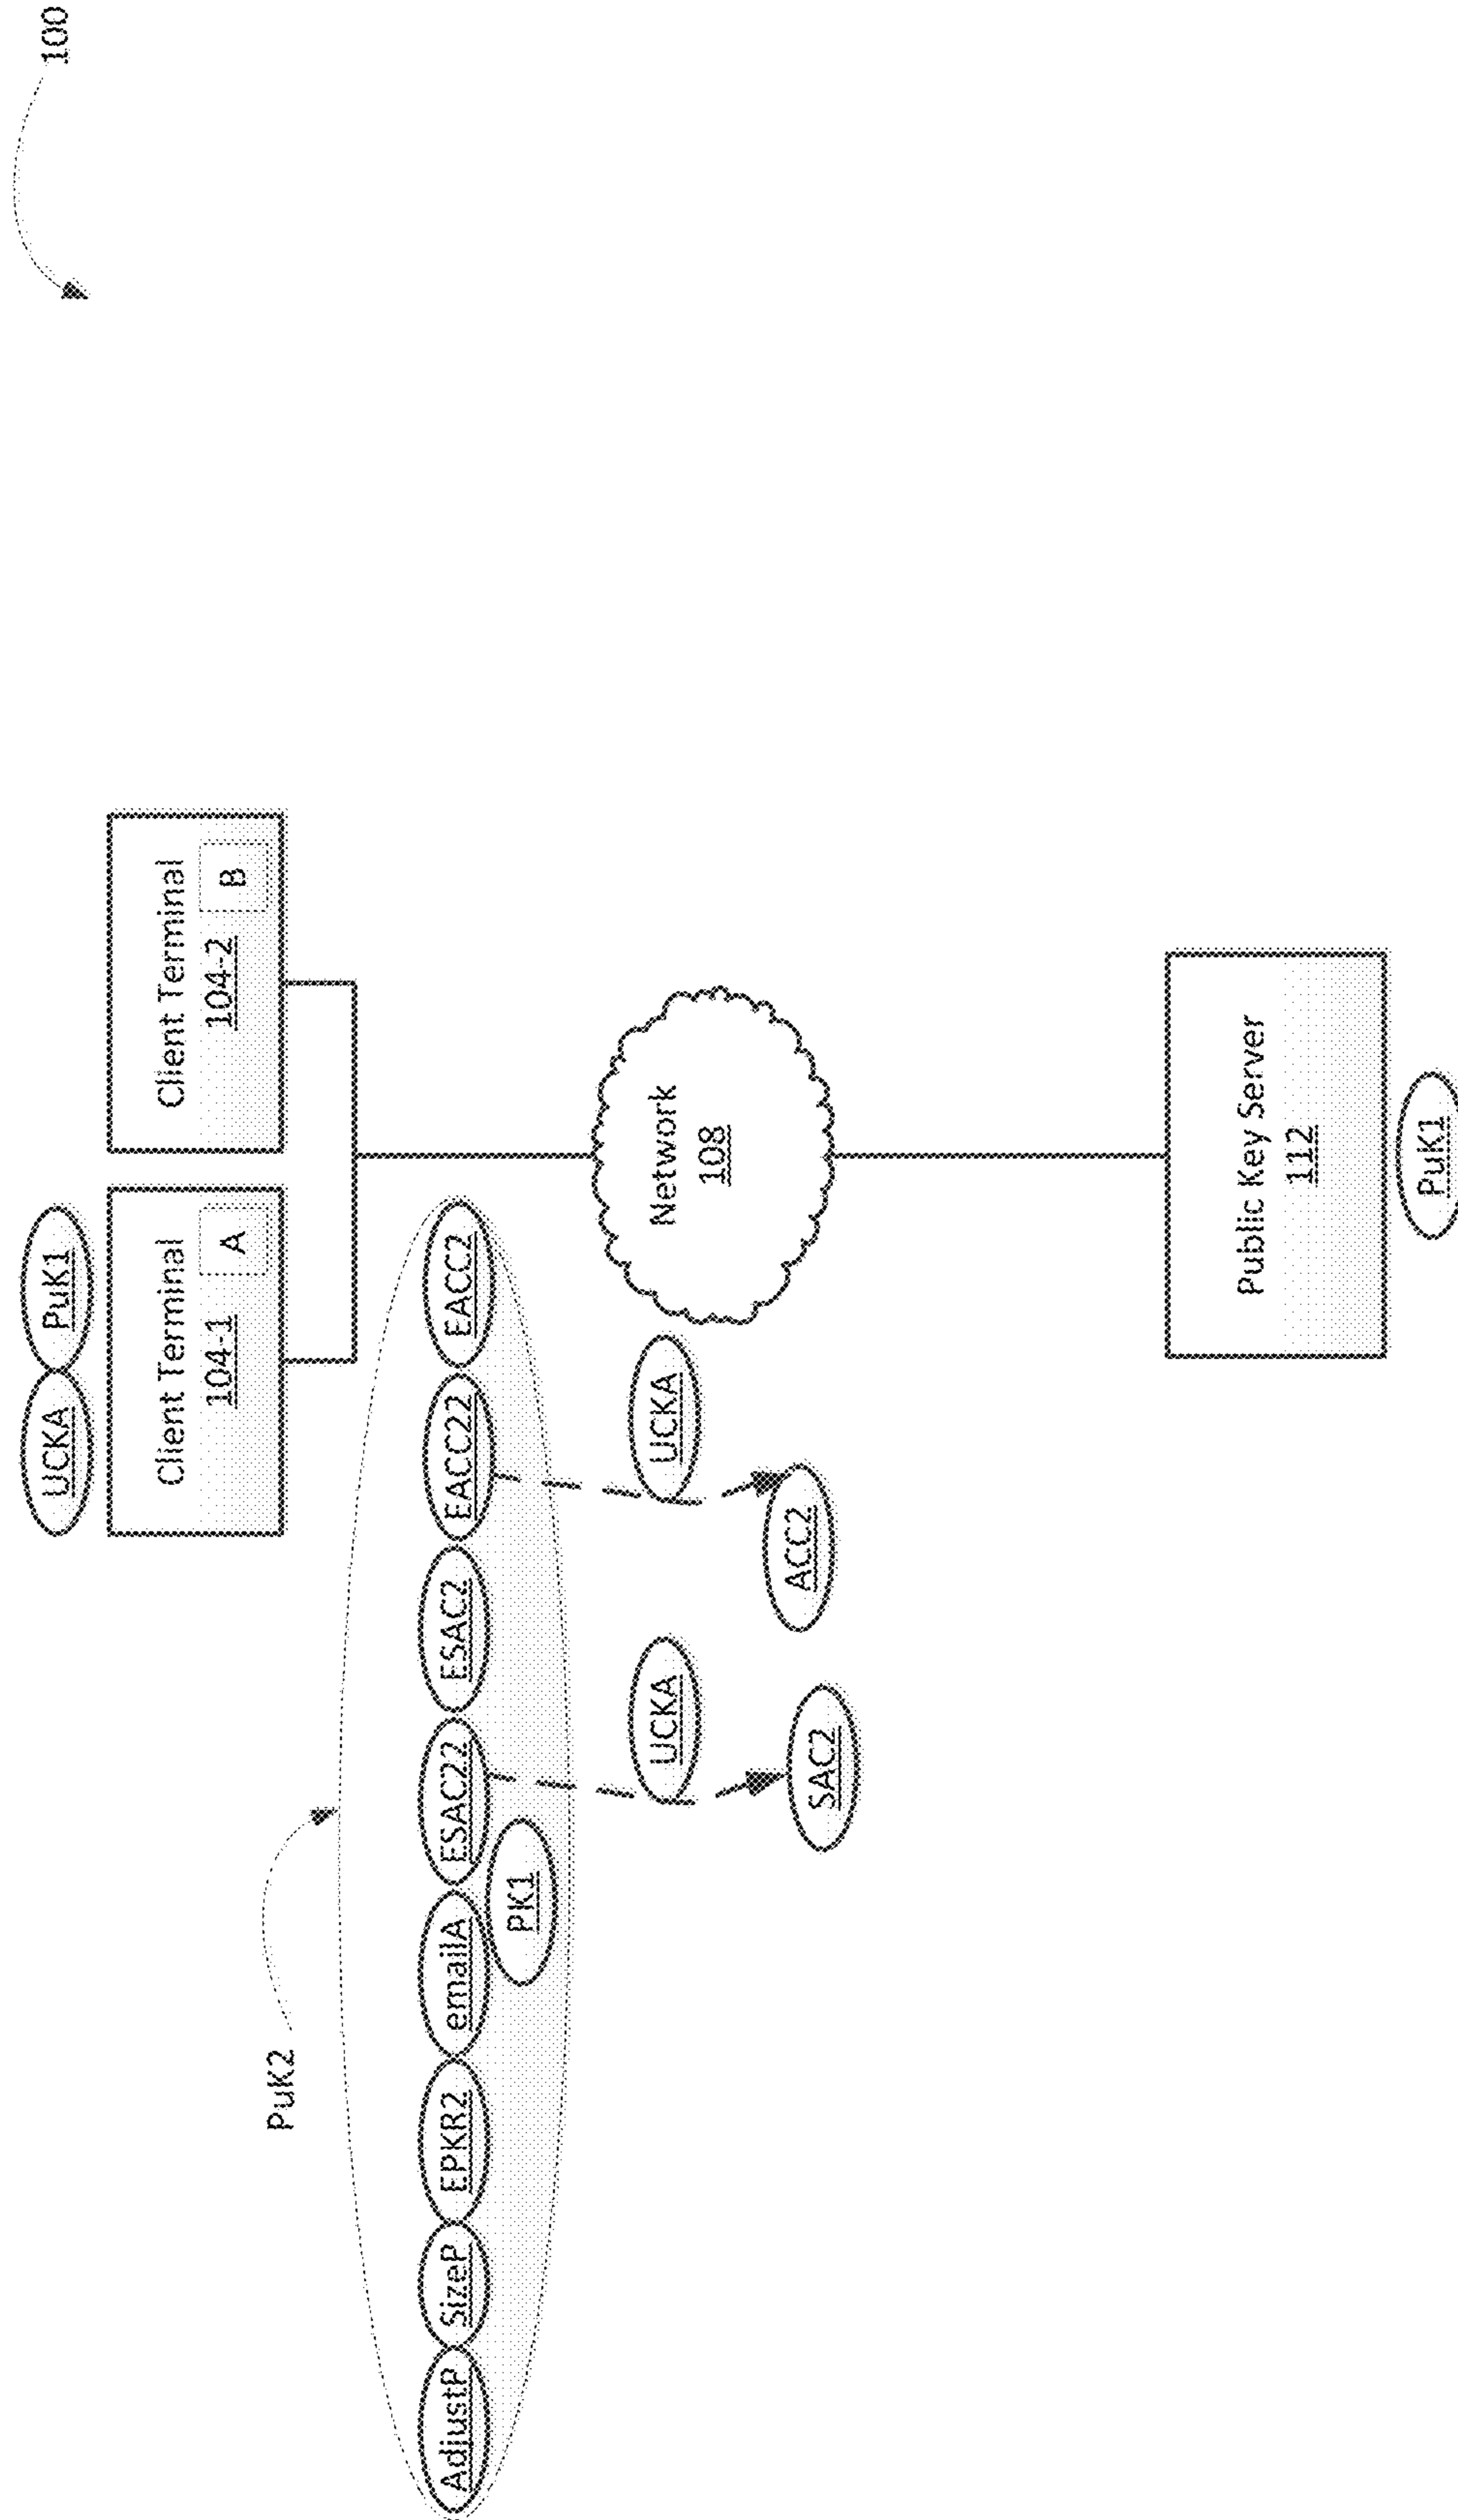 100
UCKA
PuK1
Client Terminal
104-1
A
Client Terminal
104-2
B
PuK2
AdjustP
SizeP
EPKR2
emailA
ESAC22
ESAC2
EACC22
EACC2
PK1
UCKA
UCKA
Network
108
SAC2
ACC2
Public Key Server
112
PuK1